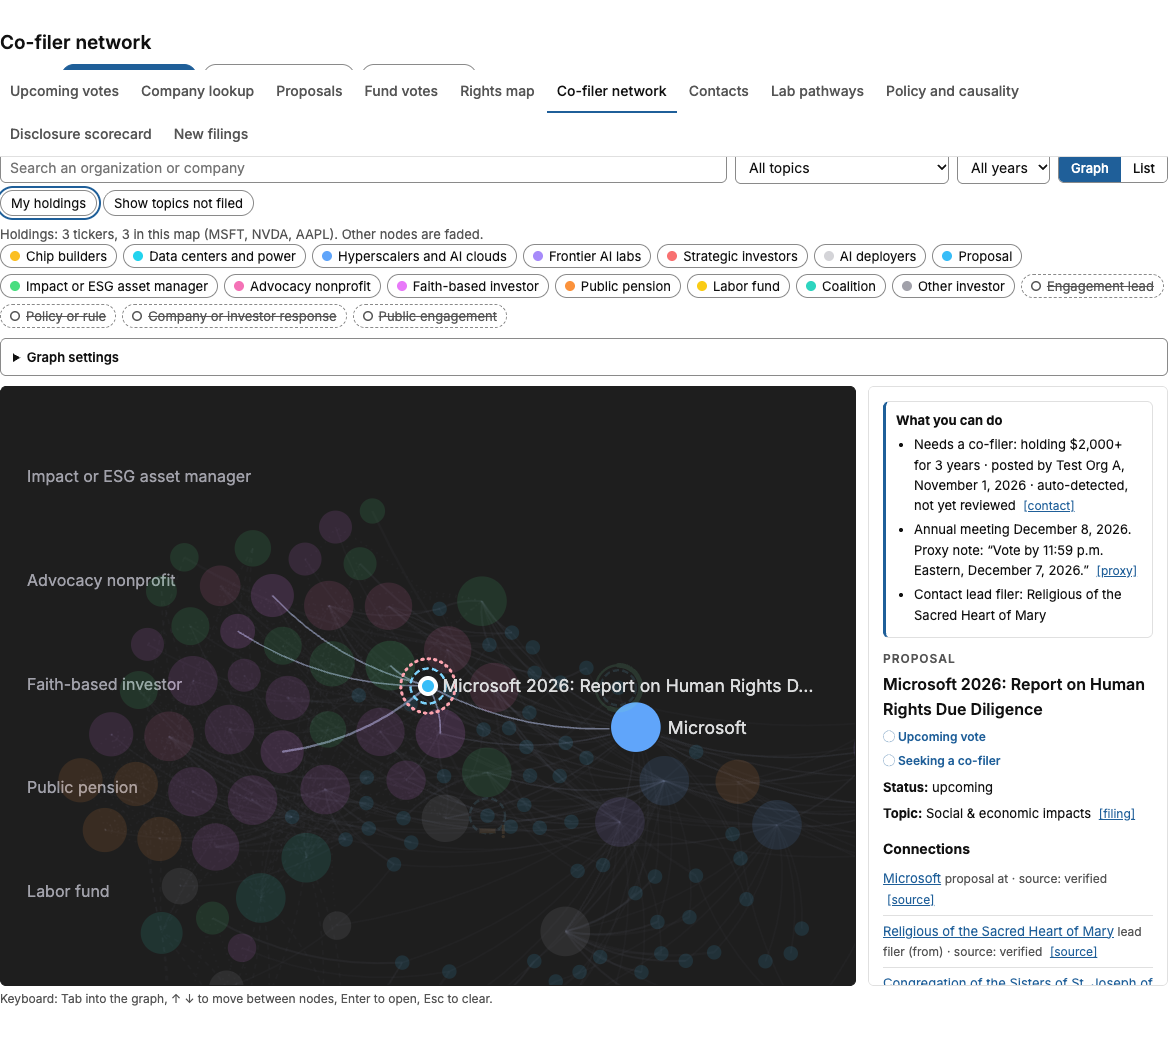 Co-filer network
Upcoming votes Company lookup Proposals Fund votes Rights map Co-filer network Contacts Lab pathways Policy and causality
Disclosure scorecard New filings
Search an organization or company All topics All years Graph List
My holdings Show topics not filed
Holdings: 3 tickers, 3 in this map (MSFT, NVDA, AAPL). Other nodes are faded.
Chip builders Data centers and power Hyperscalers and AI clouds Frontier AI labs Strategic investors AI deployers Proposal
Impact or ESG asset manager Advocacy nonprofit Faith-based investor Public pension Labor fund Coalition Other investor Engagement lead
Policy or rule Company or investor response Public engagement
Graph settings
Impact or ESG asset manager
Advocacy nonprofit
Faith-based investor
Microsoft 2026: Report on Human Rights D...
Microsoft
Public pension
Labor fund
What you can do
• Needs a co-filer: holding $2,000+
for 3 years · posted by Test Org A,
November 1, 2026 · auto-detected,
not yet reviewed [contact]
• Annual meeting December 8, 2026.
Proxy note: “Vote by 11:59 p.m.
Eastern, December 7, 2026.” [proxy]
• Contact lead filer: Religious of the
Sacred Heart of Mary
PROPOSAL
Microsoft 2026: Report on Human
Rights Due Diligence
Upcoming vote
Seeking a co-filer
Status: upcoming
Topic: Social & economic impacts [filing]
Connections
Microsoft proposal at · source: verified
[source]
Religious of the Sacred Heart of Mary lead
filer (from) · source: verified [source]
Congregation of the Sisters of St. Joseph of
Keyboard: Tab into the graph, ↑ ↓ to move between nodes, Enter to open, Esc to clear.